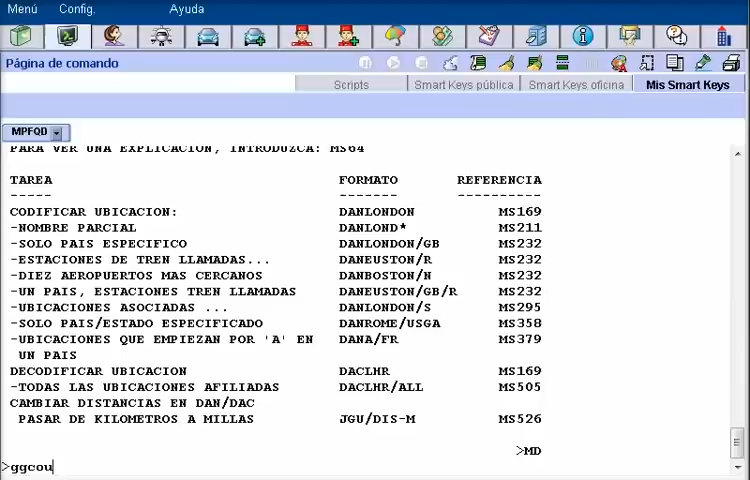 Menú Config. Ayuda
Página de comando
Scripts Smart Keys pública Smart Keys oficina Mis Smart Keys
MPFQD
PARA VER UNA EXPLICACION, INTRODUZCA: MS64
TAREA FORMATO REFERENCIA
----- ------- ----------
CODIFICAR UBICACION: DANLONDON MS169
-NOMBRE PARCIAL DANLOND* MS211
-SOLO PAIS ESPECIFICO DANLONDON/GB MS232
-ESTACIONES DE TREN LLAMADAS... DANEUSTON/R MS232
-DIEZ AEROPUERTOS MAS CERCANOS DANBOSTON/N MS232
-UN PAIS, ESTACIONES TREN LLAMADAS DANEUSTON/GB/R MS232
-UBICACIONES ASOCIADAS ... DANLONDON/S MS295
-SOLO PAIS/ESTADO ESPECIFICADO DANROME/USGA MS358
-UBICACIONES QUE EMPIEZAN POR 'A' EN DANA/FR MS379
UN PAIS
DECODIFICAR UBICACION DACLHR MS169
-TODAS LAS UBICACIONES AFILIADAS DACLHR/ALL MS505
CAMBIAR DISTANCIAS EN DAN/DAC
PASAR DE KILOMETROS A MILLAS JGU/DIS-M MS526
>MD
>ggcou